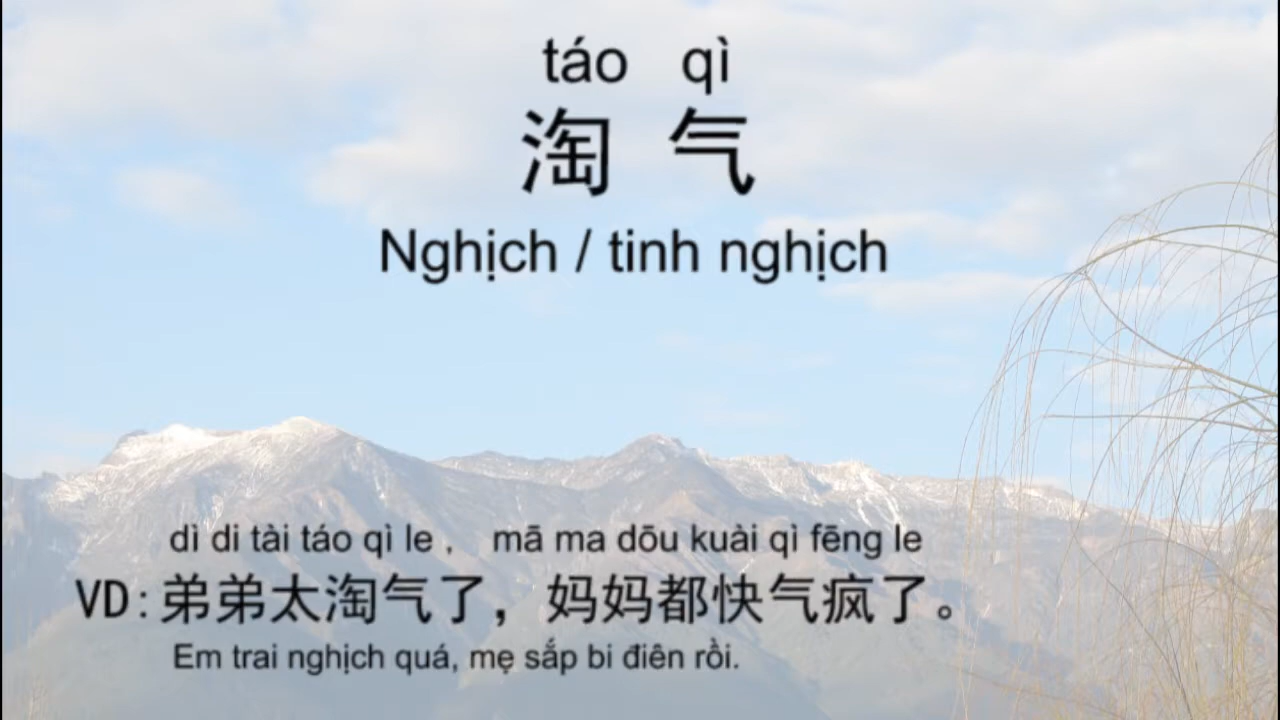 táo qì
淘气
Nghịch / tinh nghịch
dì di tài táo qì le , mā ma dōu kuài qì fēng le
VD:弟弟太淘气了，妈妈都快气疯了。
Em trai nghịch quá, mẹ sắp bi điên rồi.